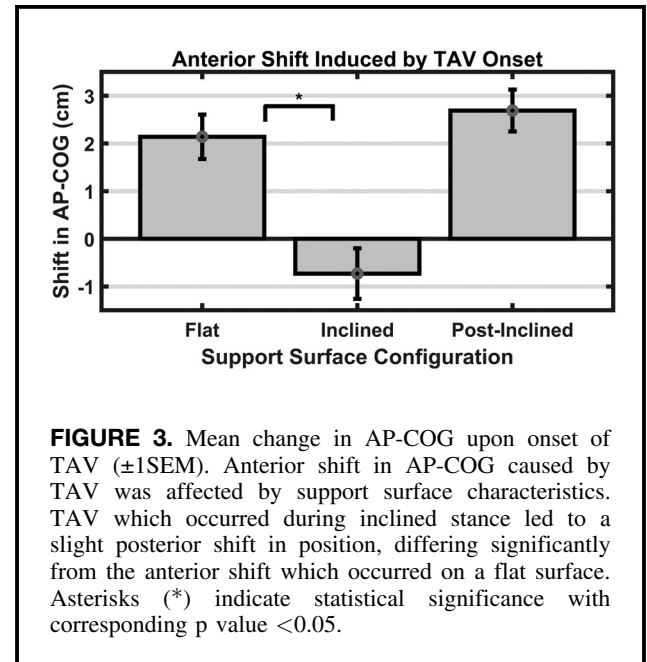 Anterior Shift Induced by TAV Onset
*
3
2
1
0
-1
Shift in AP-COG (cm)
Flat Inclined Post-Inclined
Support Surface Configuration
FIGURE 3. Mean change in AP-COG upon onset of
TAV (±1SEM). Anterior shift in AP-COG caused by
TAV was affected by support surface characteristics.
TAV which occurred during inclined stance led to a
slight posterior shift in position, differing significantly
from the anterior shift which occurred on a flat surface.
Asterisks (*) indicate statistical significance with
corresponding p value <0.05.